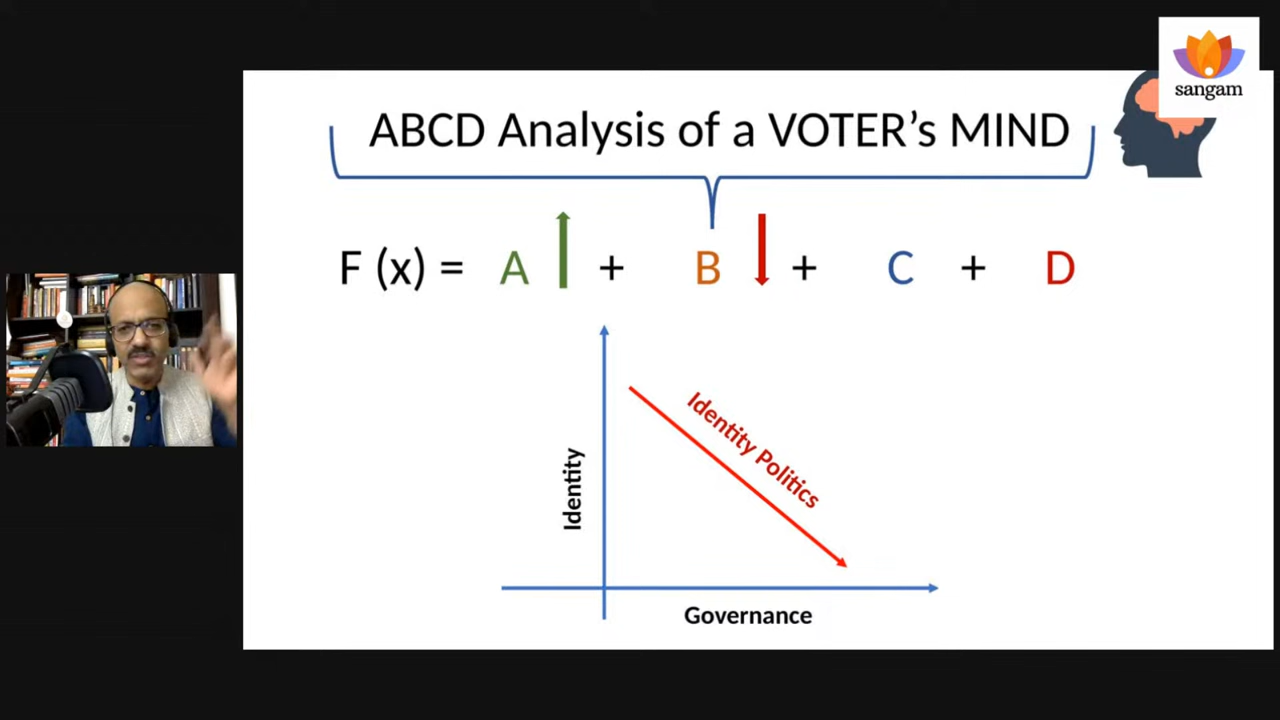 sangam
ABCD Analysis of a VOTER’s MIND
F (x) = A + B + C + D
Identity Politics
Identity
Governance